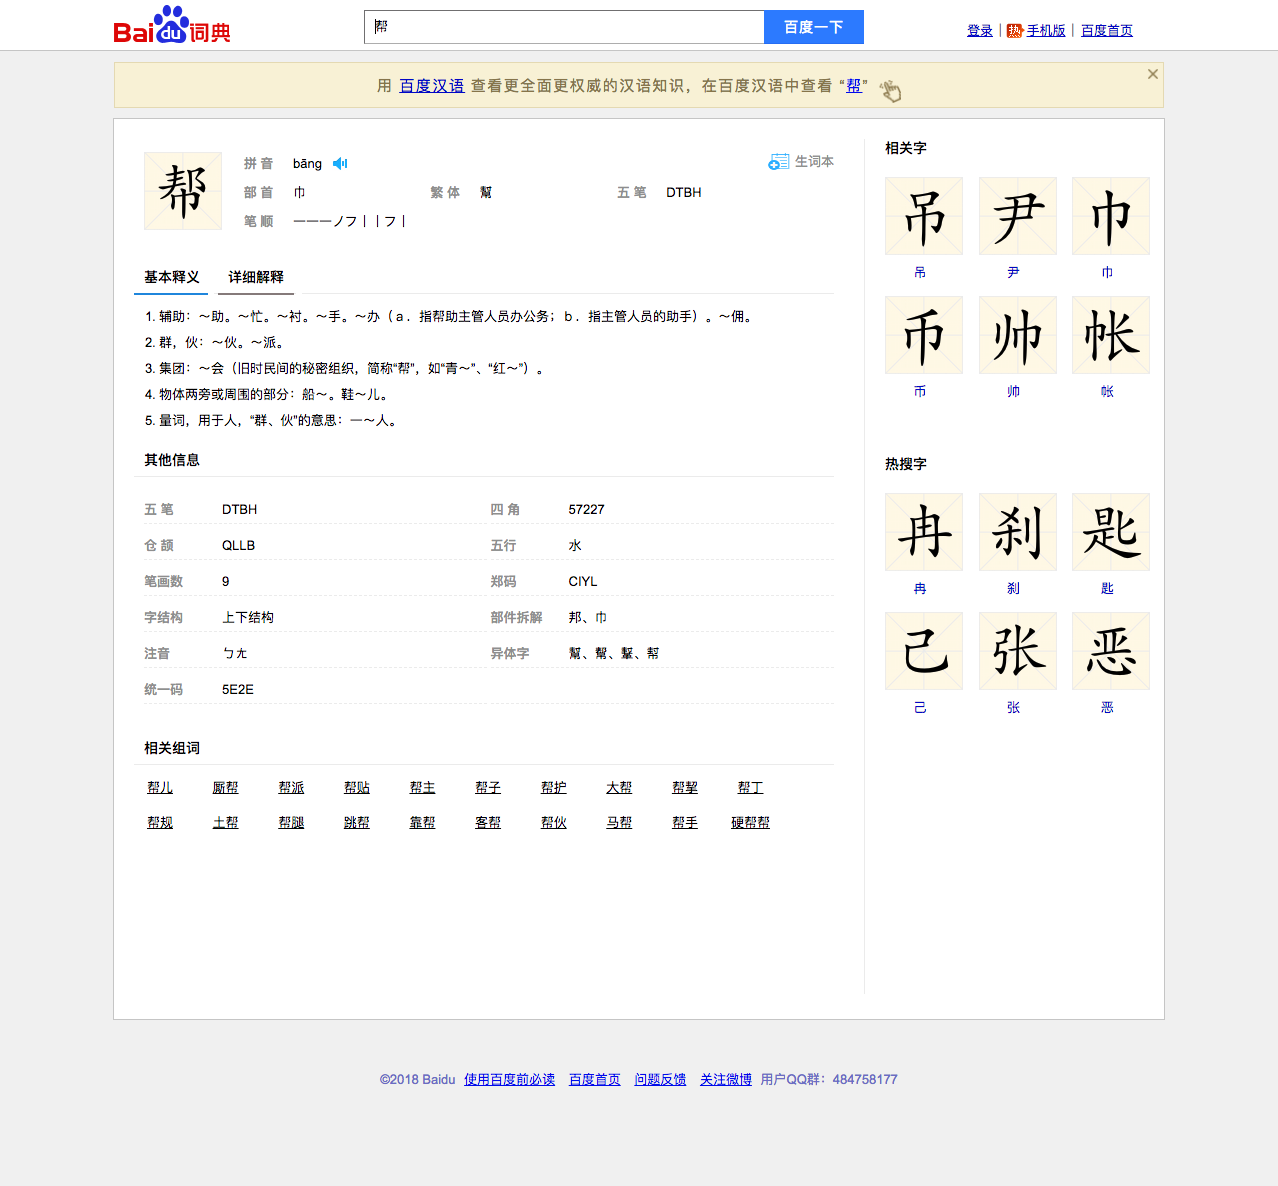 Bai du 词典
帮
百度一下
登录 | 热 手机版 | 百度首页
用 百度汉语 查看更全面更权威的汉语知识，在百度汉语中查看 “帮”
帮
拼音 bāng
生词本
部首 巾 繁体 幫 五笔 DTBH
笔顺 一一一ノフ丨丨フ丨
基本释义 详细解释
1. 辅助：～助。～忙。～衬。～手。～办（ａ．指帮助主管人员办公务；ｂ．指主管人员的助手）。～佣。
2. 群，伙：～伙。～派。
3. 集团：～会（旧时民间的秘密组织，简称“帮”，如“青～”、“红～”）。
4. 物体两旁或周围的部分：船～。鞋～儿。
5. 量词，用于人，“群、伙”的意思：一～人。
其他信息
五笔 DTBH 四角 57227
仓颉 QLLB 五行 水
笔画数 9 郑码 CIYL
字结构 上下结构 部件拆解 邦、巾
注音 ㄅㄤ 异体字 幫、幇、鞤、帮
统一码 5E2E
相关组词
帮儿 厮帮 帮派 帮贴 帮主 帮子 帮护 大帮 帮挈 帮丁
帮规 土帮 帮腿 跳帮 靠帮 客帮 帮伙 马帮 帮手 硬帮帮
相关字
吊 尹 巾
吊 尹 巾
币 帅 帐
币 帅 帐
热搜字
冉 刹 匙
冉 刹 匙
己 张 恶
己 张 恶
©2018 Baidu 使用百度前必读 百度首页 问题反馈 关注微博 用户QQ群：484758177